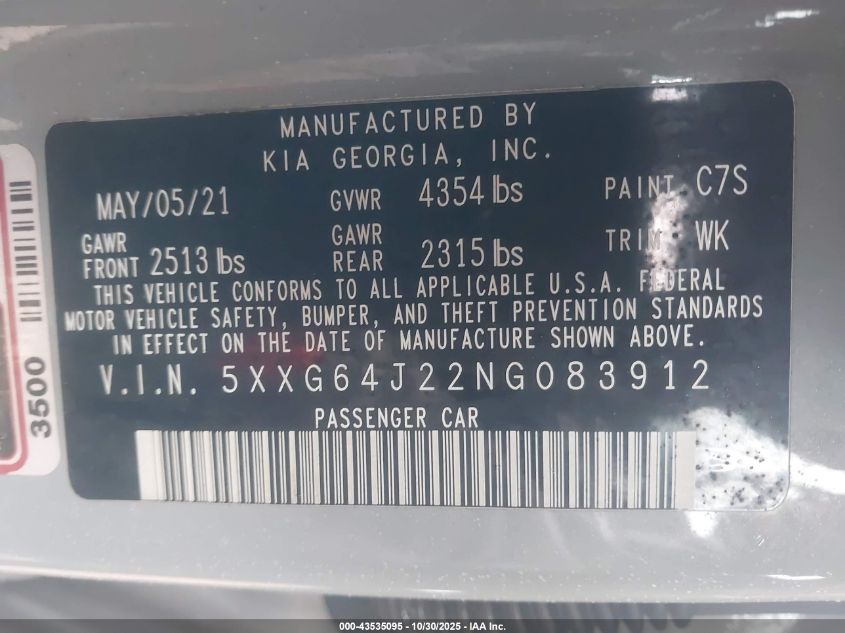 MANUFACTURED BY
KIA GEORGIA, INC.
MAY/05/21 GVWR 4354 lbs PAINT C7S
GAWR FRONT 2513 lbs GAWR REAR 2315 lbs TRIM WK
THIS VEHICLE CONFORMS TO ALL APPLICABLE U.S.A. FEDERAL
MOTOR VEHICLE SAFETY, BUMPER, AND THEFT PREVENTION STANDARDS
IN EFFECT ON THE DATE OF MANUFACTURE SHOWN ABOVE.
V.I.N. 5XXG64J22NG083912
PASSENGER CAR
3500
000-43535095 - 10/30/2025 - IAA Inc.